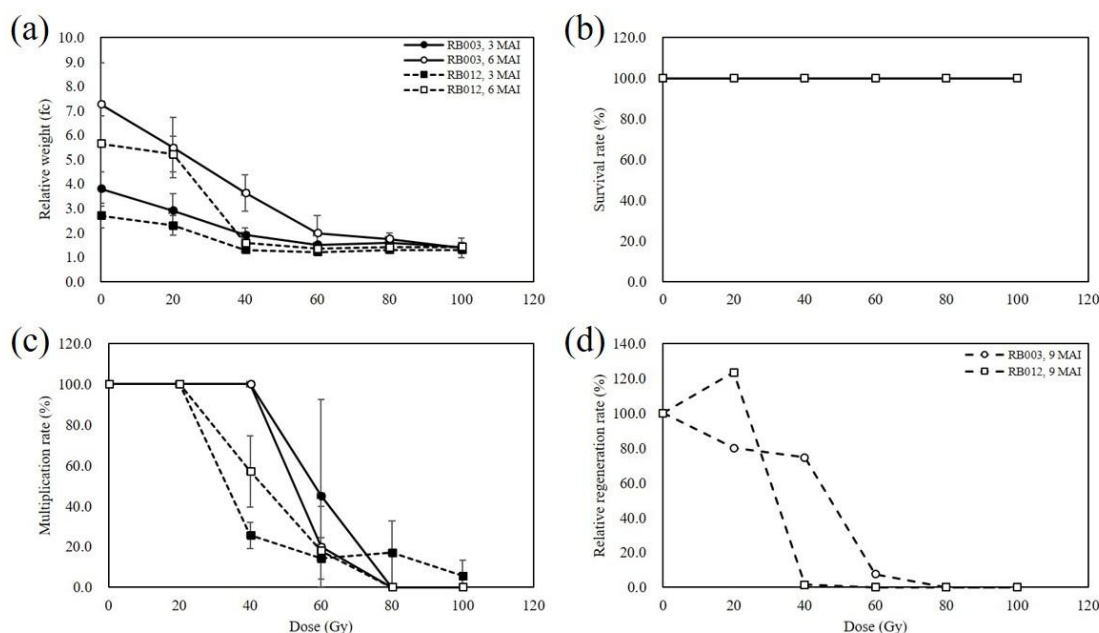 (a)
Relative weight (fc)
10.0
9.0
8.0
7.0
6.0
5.0
4.0
3.0
2.0
1.0
0.0
0 20 40 60 80 100 120
RB003, 3 MAI
RB003, 6 MAI
RB012, 3 MAI
RB012, 6 MAI
(b)
Survival rate (%)
120.0
100.0
80.0
60.0
40.0
20.0
0.0
0 20 40 60 80 100 120
(c)
Multiplication rate (%)
120.0
100.0
80.0
60.0
40.0
20.0
0.0
0 20 40 60 80 100 120
Dose (Gy)
(d)
Relative regeneration rate (%)
140.0
120.0
100.0
80.0
60.0
40.0
20.0
0.0
0 20 40 60 80 100 120
Dose (Gy)
RB003, 9 MAI
RB012, 9 MAI